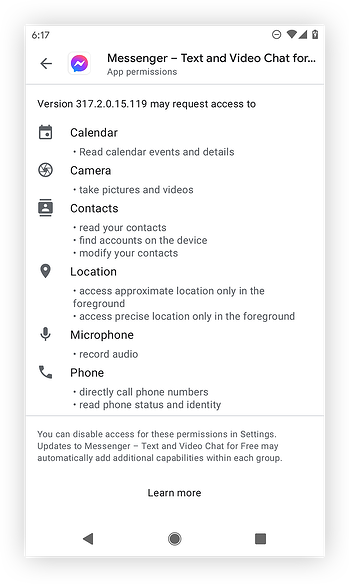 6:17
Messenger – Text and Video Chat for...
App permissions
Version 317.2.0.15.119 may request access to
Calendar
• Read calendar events and details
Camera
• take pictures and videos
Contacts
• read your contacts
• find accounts on the device
• modify your contacts
Location
• access approximate location only in the
foreground
• access precise location only in the foreground
Microphone
• record audio
Phone
• directly call phone numbers
• read phone status and identity
You can disable access for these permissions in Settings.
Updates to Messenger – Text and Video Chat for Free may
automatically add additional capabilities within each group.
Learn more